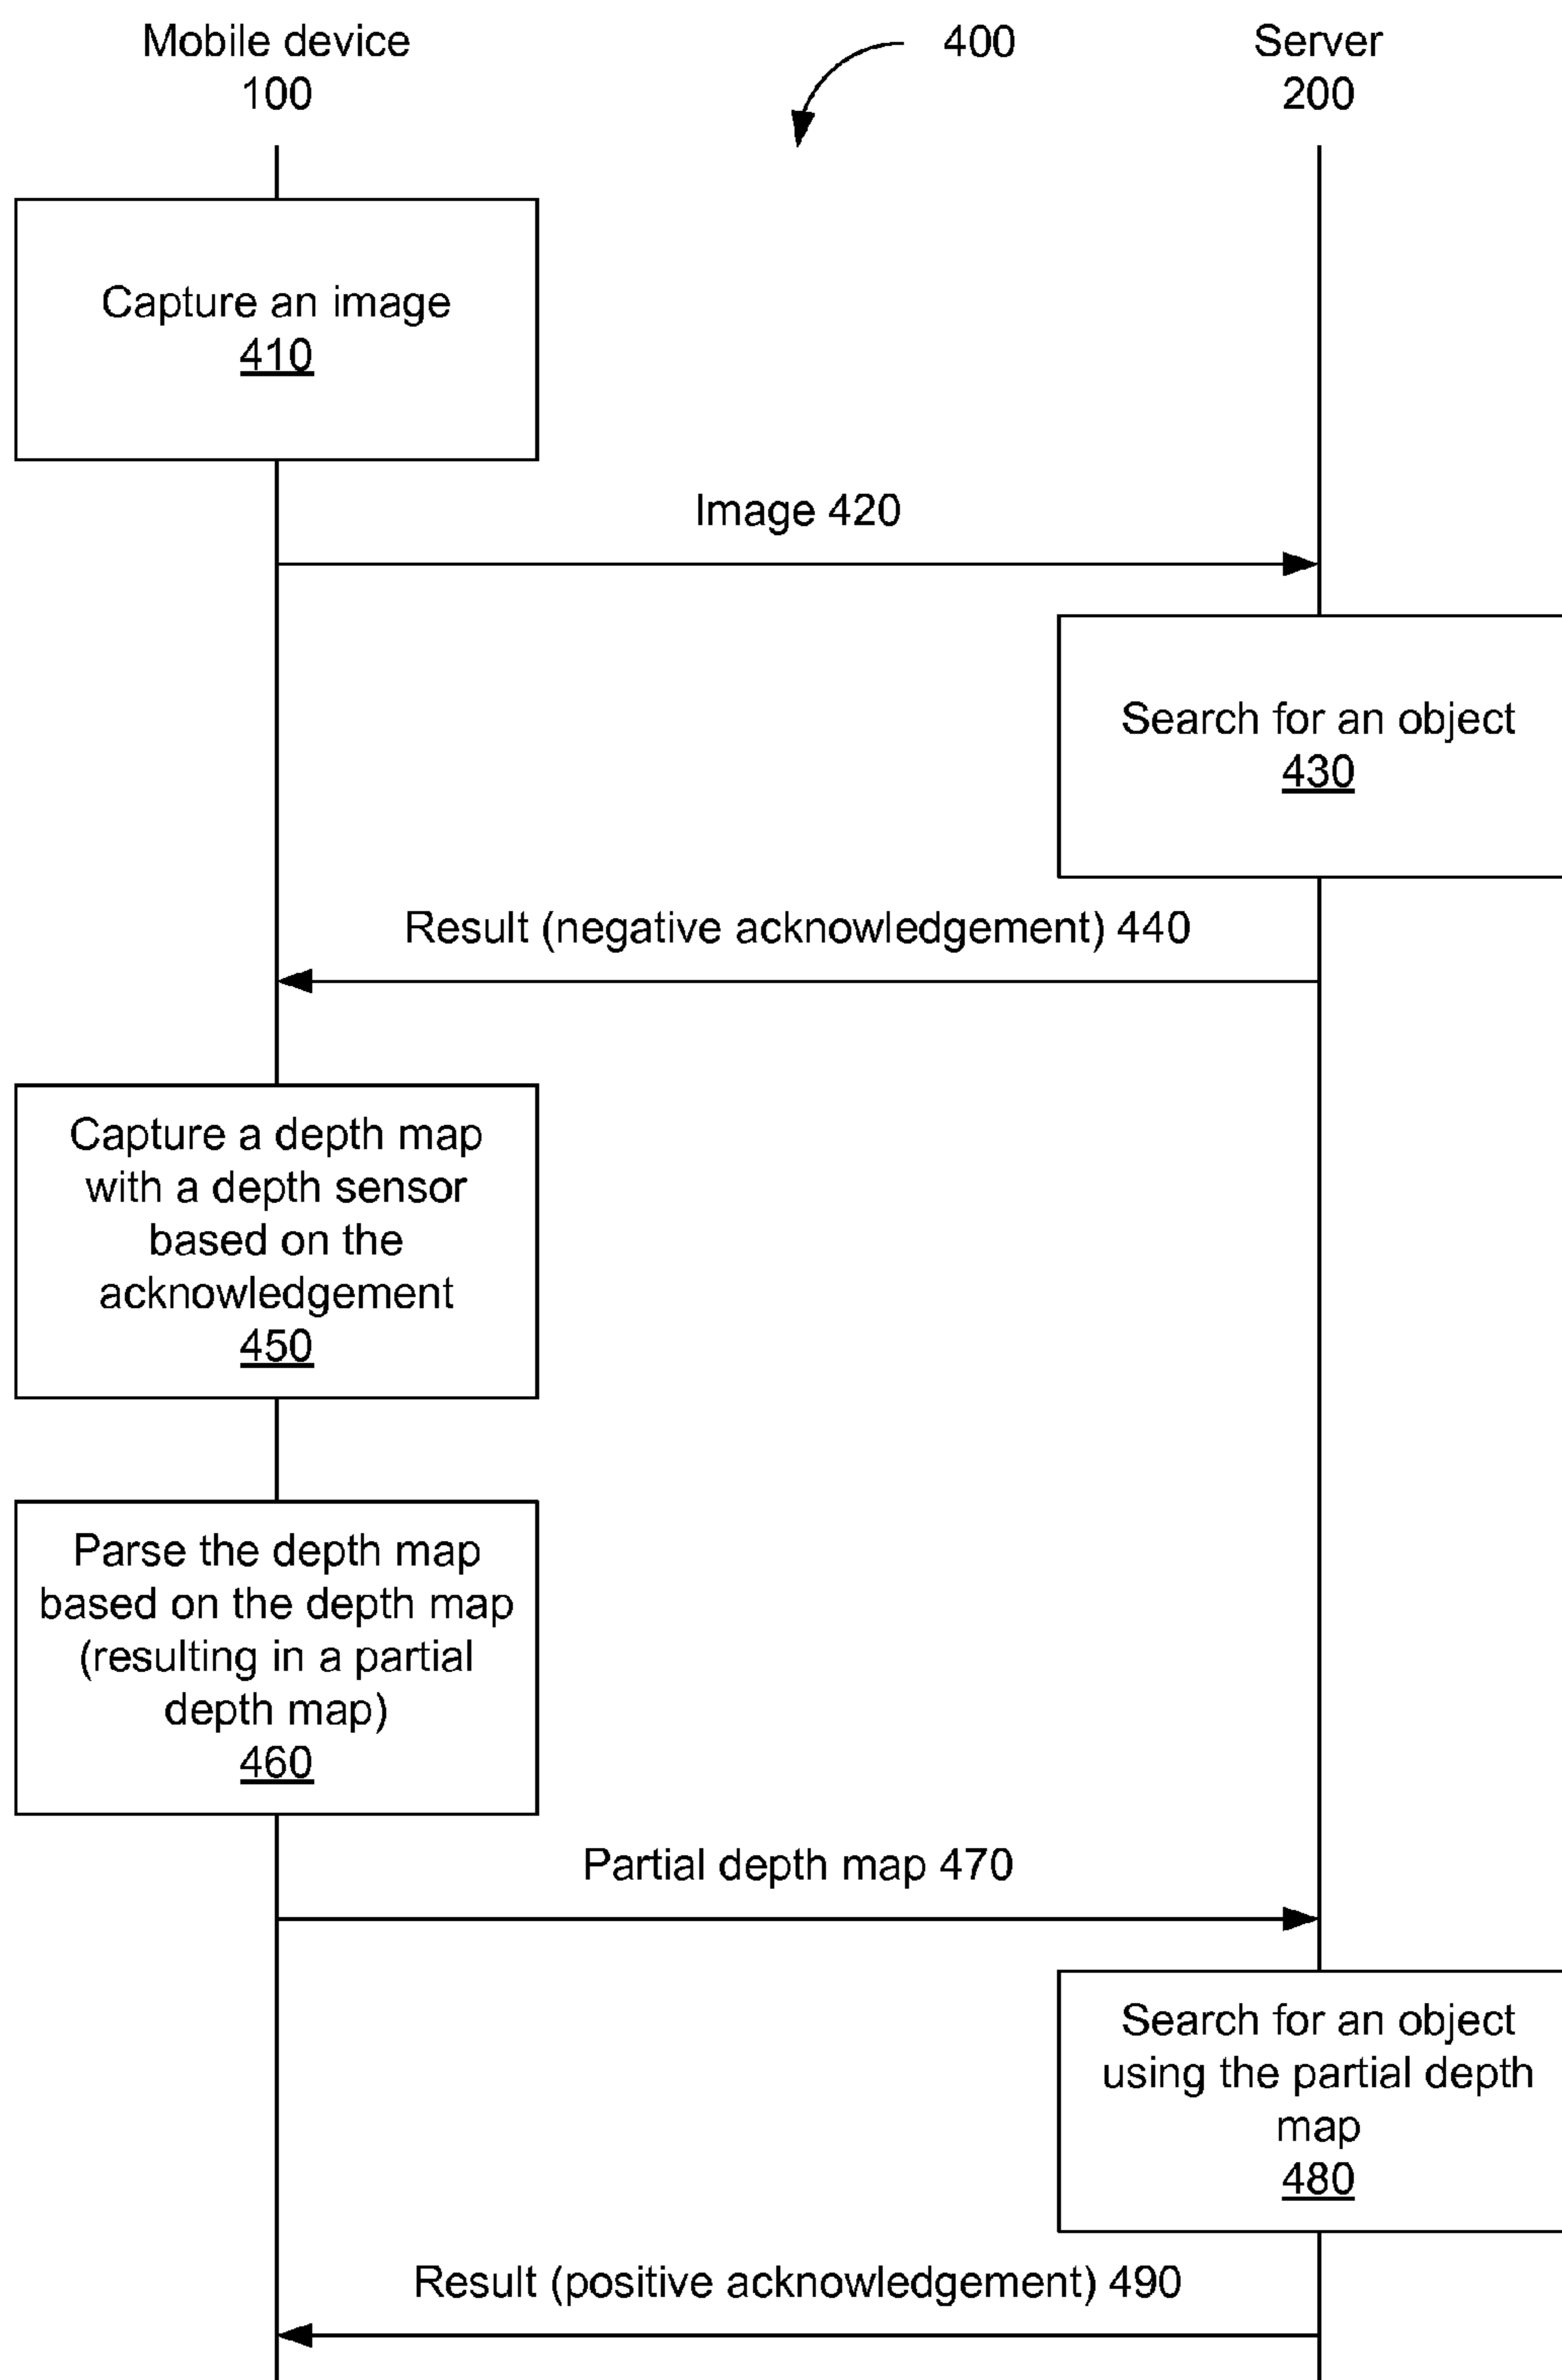 Mobile device
100
400
Server
200
Capture an image
410
Image 420
Search for an object
430
Result (negative acknowledgement) 440
Capture a depth map
with a depth sensor
based on the
acknowledgement
450
Parse the depth map
based on the depth map
(resulting in a partial
depth map)
460
Partial depth map 470
Search for an object
using the partial depth
map
480
Result (positive acknowledgement) 490